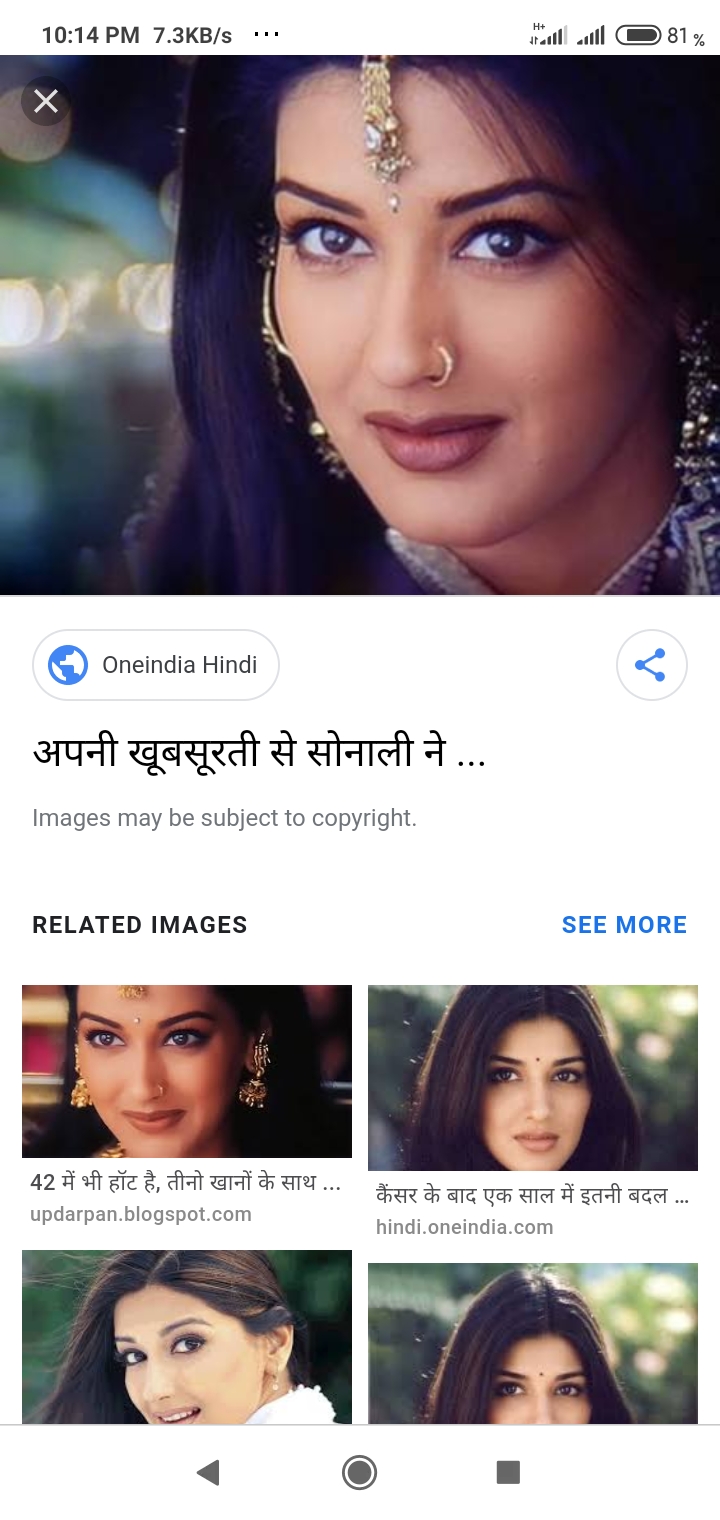 10:14 PM 7.3KB/s ... H+ 81 %
Oneindia Hindi
अपनी खूबसूरती से सोनाली ने ...
Images may be subject to copyright.
RELATED IMAGES SEE MORE
42 में भी हॉट है, तीनो खानों के साथ ...
updarpan.blogspot.com
कैंसर के बाद एक साल में इतनी बदल ...
hindi.oneindia.com